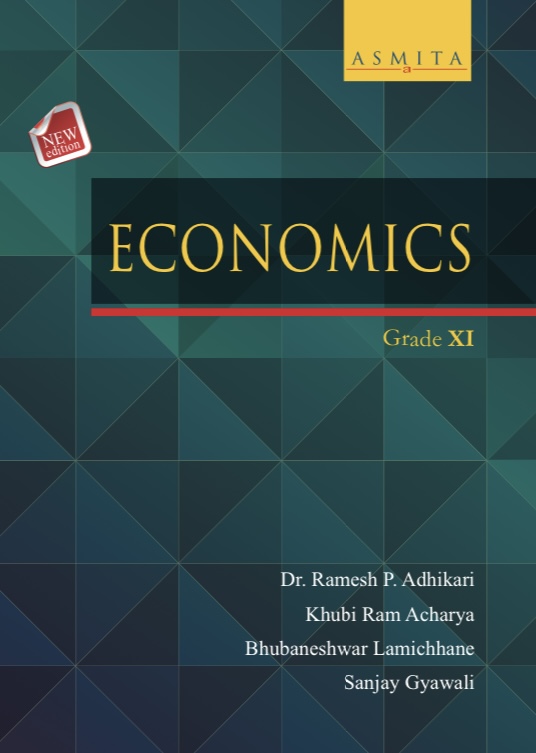 ASMITA
a
NEW
edition
ECONOMICS
Grade XI
Dr. Ramesh P. Adhikari
Khubi Ram Acharya
Bhubaneshwar Lamichhane
Sanjay Gyawali